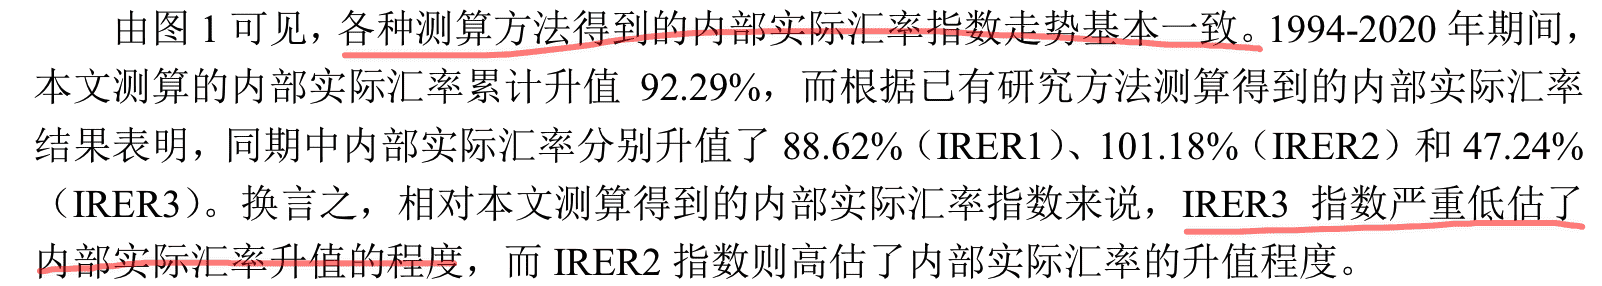 由图 1 可见，各种测算方法得到的内部实际汇率指数走势基本一致。1994-2020 年期间，
本文测算的内部实际汇率累计升值 92.29%，而根据已有研究方法测算得到的内部实际汇率
结果表明，同期中内部实际汇率分别升值了 88.62%（IRER1）、101.18%（IRER2）和 47.24%
（IRER3）。换言之，相对本文测算得到的内部实际汇率指数来说，IRER3 指数严重低估了
内部实际汇率升值的程度，而 IRER2 指数则高估了内部实际汇率的升值程度。